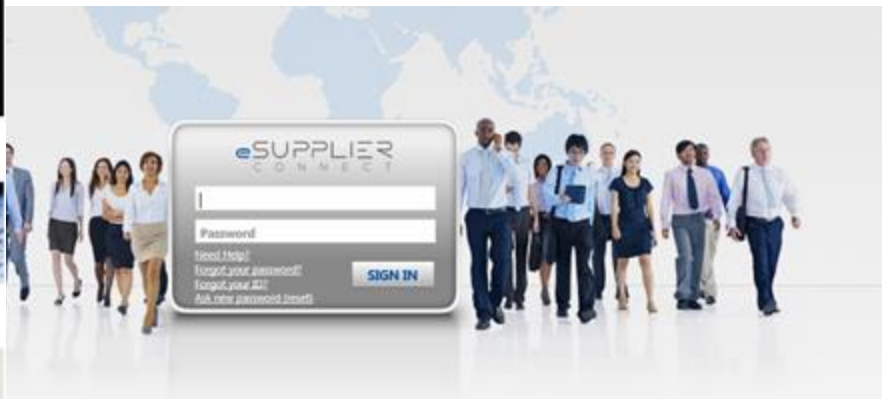 eSUPPLIER
CONNECT
Password
Need Help?
Forgot your password?
Forgot your ID?
Ask new password (reset)
SIGN IN